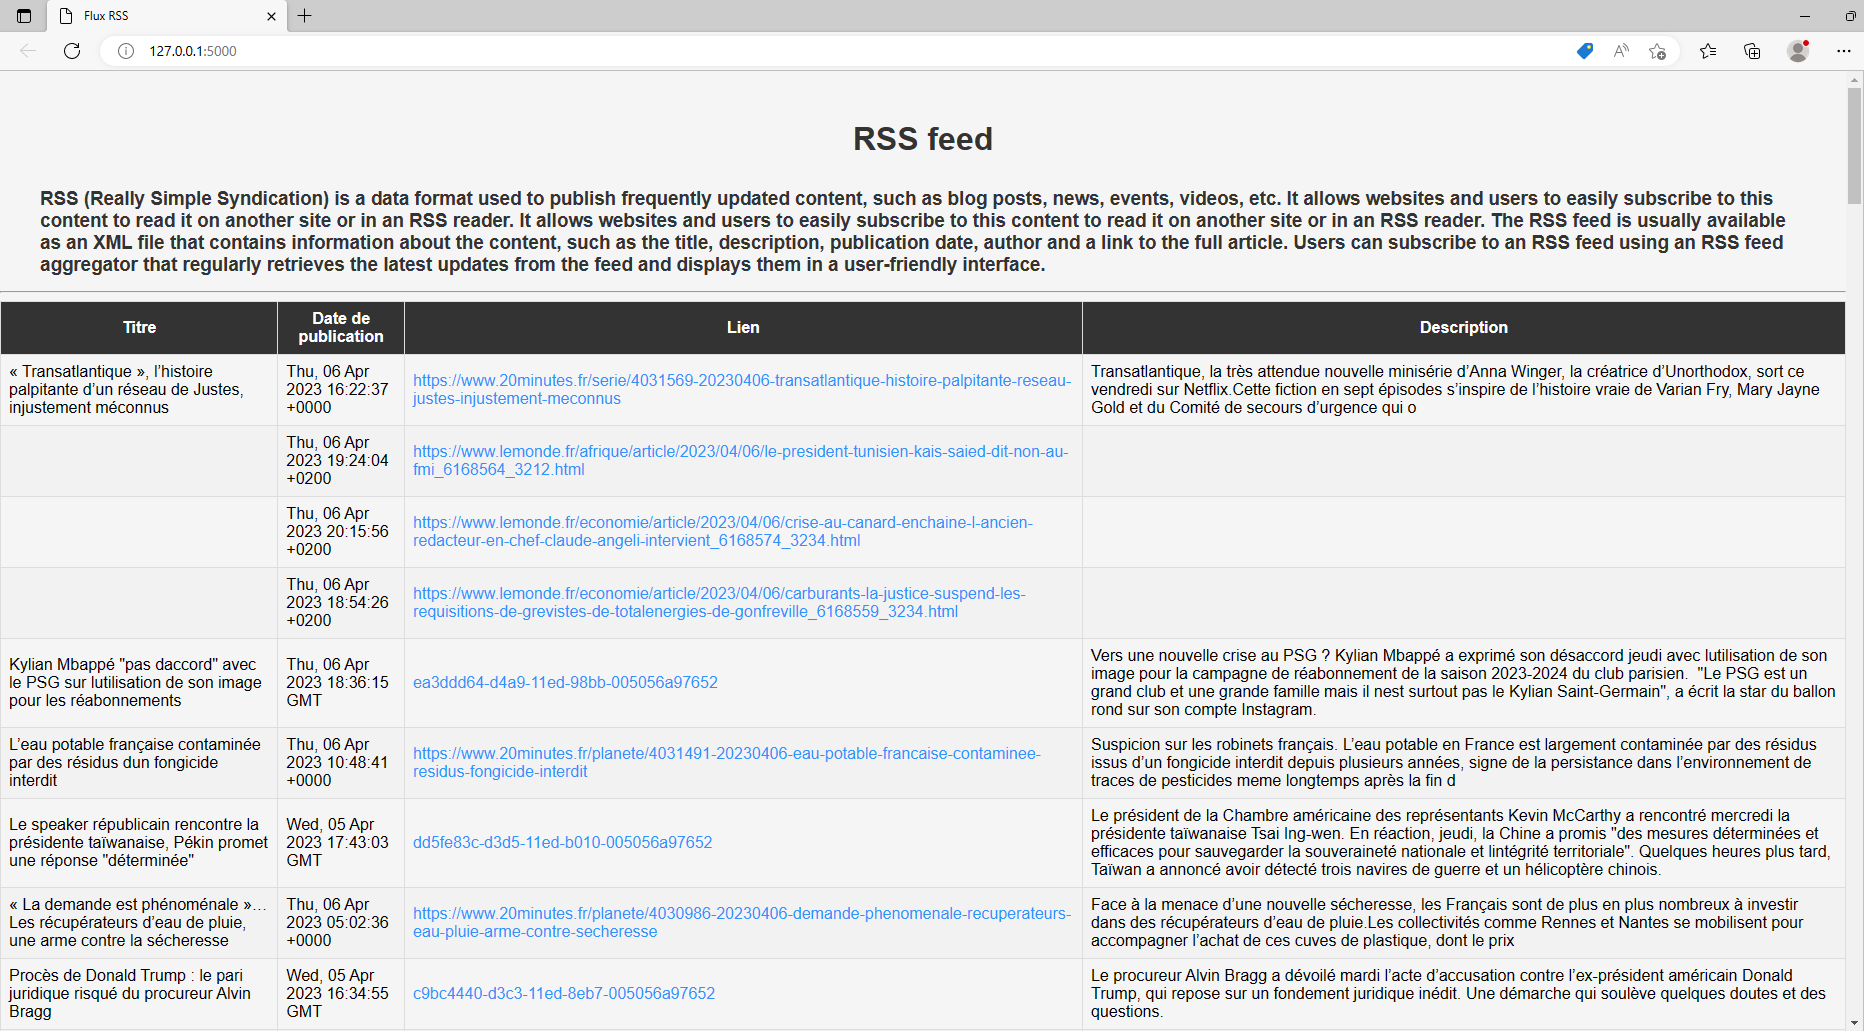 Flux RSS
127.0.0.1:5000
RSS feed
RSS (Really Simple Syndication) is a data format used to publish frequently updated content, such as blog posts, news, events, videos, etc. It allows websites and users to easily subscribe to this
content to read it on another site or in an RSS reader. It allows websites and users to easily subscribe to this content to read it on another site or in an RSS reader. The RSS feed is usually available
as an XML file that contains information about the content, such as the title, description, publication date, author and a link to the full article. Users can subscribe to an RSS feed using an RSS feed
aggregator that regularly retrieves the latest updates from the feed and displays them in a user-friendly interface.
Titre
Date de
publication
Lien
Description
« Transatlantique », l’histoire
palpitante d’un réseau de Justes,
injustement méconnus
Thu, 06 Apr
2023 16:22:37
+0000
https://www.20minutes.fr/serie/4031569-20230406-transatlantique-histoire-palpitante-reseau-
justes-injustement-meconnus
Transatlantique, la très attendue nouvelle minisérie d’Anna Winger, la créatrice d’Unorthodox, sort ce
vendredi sur Netflix.Cette fiction en sept épisodes s’inspire de l’histoire vraie de Varian Fry, Mary Jayne
Gold et du Comité de secours d’urgence qui o
Thu, 06 Apr
2023 19:24:04
+0200
https://www.lemonde.fr/afrique/article/2023/04/06/le-president-tunisien-kais-saied-dit-non-au-
fmi_6168564_3212.html
Thu, 06 Apr
2023 20:15:56
+0200
https://www.lemonde.fr/economie/article/2023/04/06/crise-au-canard-enchaine-l-ancien-
redacteur-en-chef-claude-angeli-intervient_6168574_3234.html
Thu, 06 Apr
2023 18:54:26
+0200
https://www.lemonde.fr/economie/article/2023/04/06/carburants-la-justice-suspend-les-
requisitions-de-grevistes-de-totalenergies-de-gonfreville_6168559_3234.html
Kylian Mbappé "pas daccord" avec
le PSG sur lutilisation de son image
pour les réabonnements
Thu, 06 Apr
2023 18:36:15
GMT
ea3ddd64-d4a9-11ed-98bb-005056a97652
Vers une nouvelle crise au PSG ? Kylian Mbappé a exprimé son désaccord jeudi avec lutilisation de son
image pour la campagne de réabonnement de la saison 2023-2024 du club parisien.  "Le PSG est un
grand club et une grande famille mais il nest surtout pas le Kylian Saint-Germain", a écrit la star du ballon
rond sur son compte Instagram.
L’eau potable française contaminée
par des résidus dun fongicide
interdit
Thu, 06 Apr
2023 10:48:41
+0000
https://www.20minutes.fr/planete/4031491-20230406-eau-potable-francaise-contaminee-
residus-fongicide-interdit
Suspicion sur les robinets français. L’eau potable en France est largement contaminée par des résidus
issus d’un fongicide interdit depuis plusieurs années, signe de la persistance dans l’environnement de
traces de pesticides meme longtemps après la fin d
Le speaker républicain rencontre la
présidente taïwanaise, Pékin promet
une réponse "déterminée"
Wed, 05 Apr
2023 17:43:03
GMT
dd5fe83c-d3d5-11ed-b010-005056a97652
Le président de la Chambre américaine des représentants Kevin McCarthy a rencontré mercredi la
présidente taïwanaise Tsai Ing-wen. En réaction, jeudi, la Chine a promis "des mesures déterminées et
efficaces pour sauvegarder la souveraineté nationale et lintégrité territoriale". Quelques heures plus tard,
Taïwan a annoncé avoir détecté trois navires de guerre et un hélicoptère chinois.
« La demande est phénoménale »…
Les récupérateurs d’eau de pluie,
une arme contre la sécheresse
Thu, 06 Apr
2023 05:02:36
+0000
https://www.20minutes.fr/planete/4030986-20230406-demande-phenomenale-recuperateurs-
eau-pluie-arme-contre-secheresse
Face à la menace d’une nouvelle sécheresse, les Français sont de plus en plus nombreux à investir
dans des récupérateurs d’eau de pluie.Les collectivités comme Rennes et Nantes se mobilisent pour
accompagner l’achat de ces cuves de plastique, dont le prix
Procès de Donald Trump : le pari
juridique risqué du procureur Alvin
Bragg
Wed, 05 Apr
2023 16:34:55
GMT
c9bc4440-d3c3-11ed-8eb7-005056a97652
Le procureur Alvin Bragg a dévoilé mardi l’acte d’accusation contre l’ex-président américain Donald
Trump, qui repose sur un fondement juridique inédit. Une démarche qui soulève quelques doutes et des
questions.